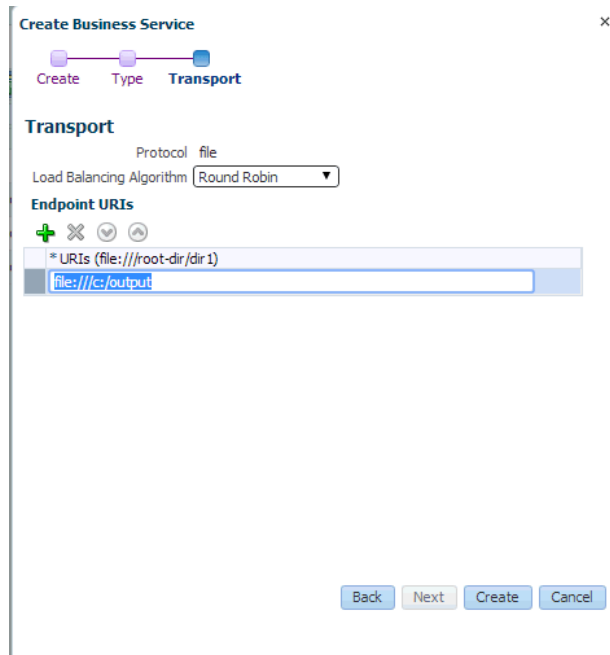 Create Business Service
×
Create Type Transport
Transport
Protocol file
Load Balancing Algorithm Round Robin
Endpoint URIs
* URIs (file:///root-dir/dir1)
file:///c:/output
Back Next Create Cancel